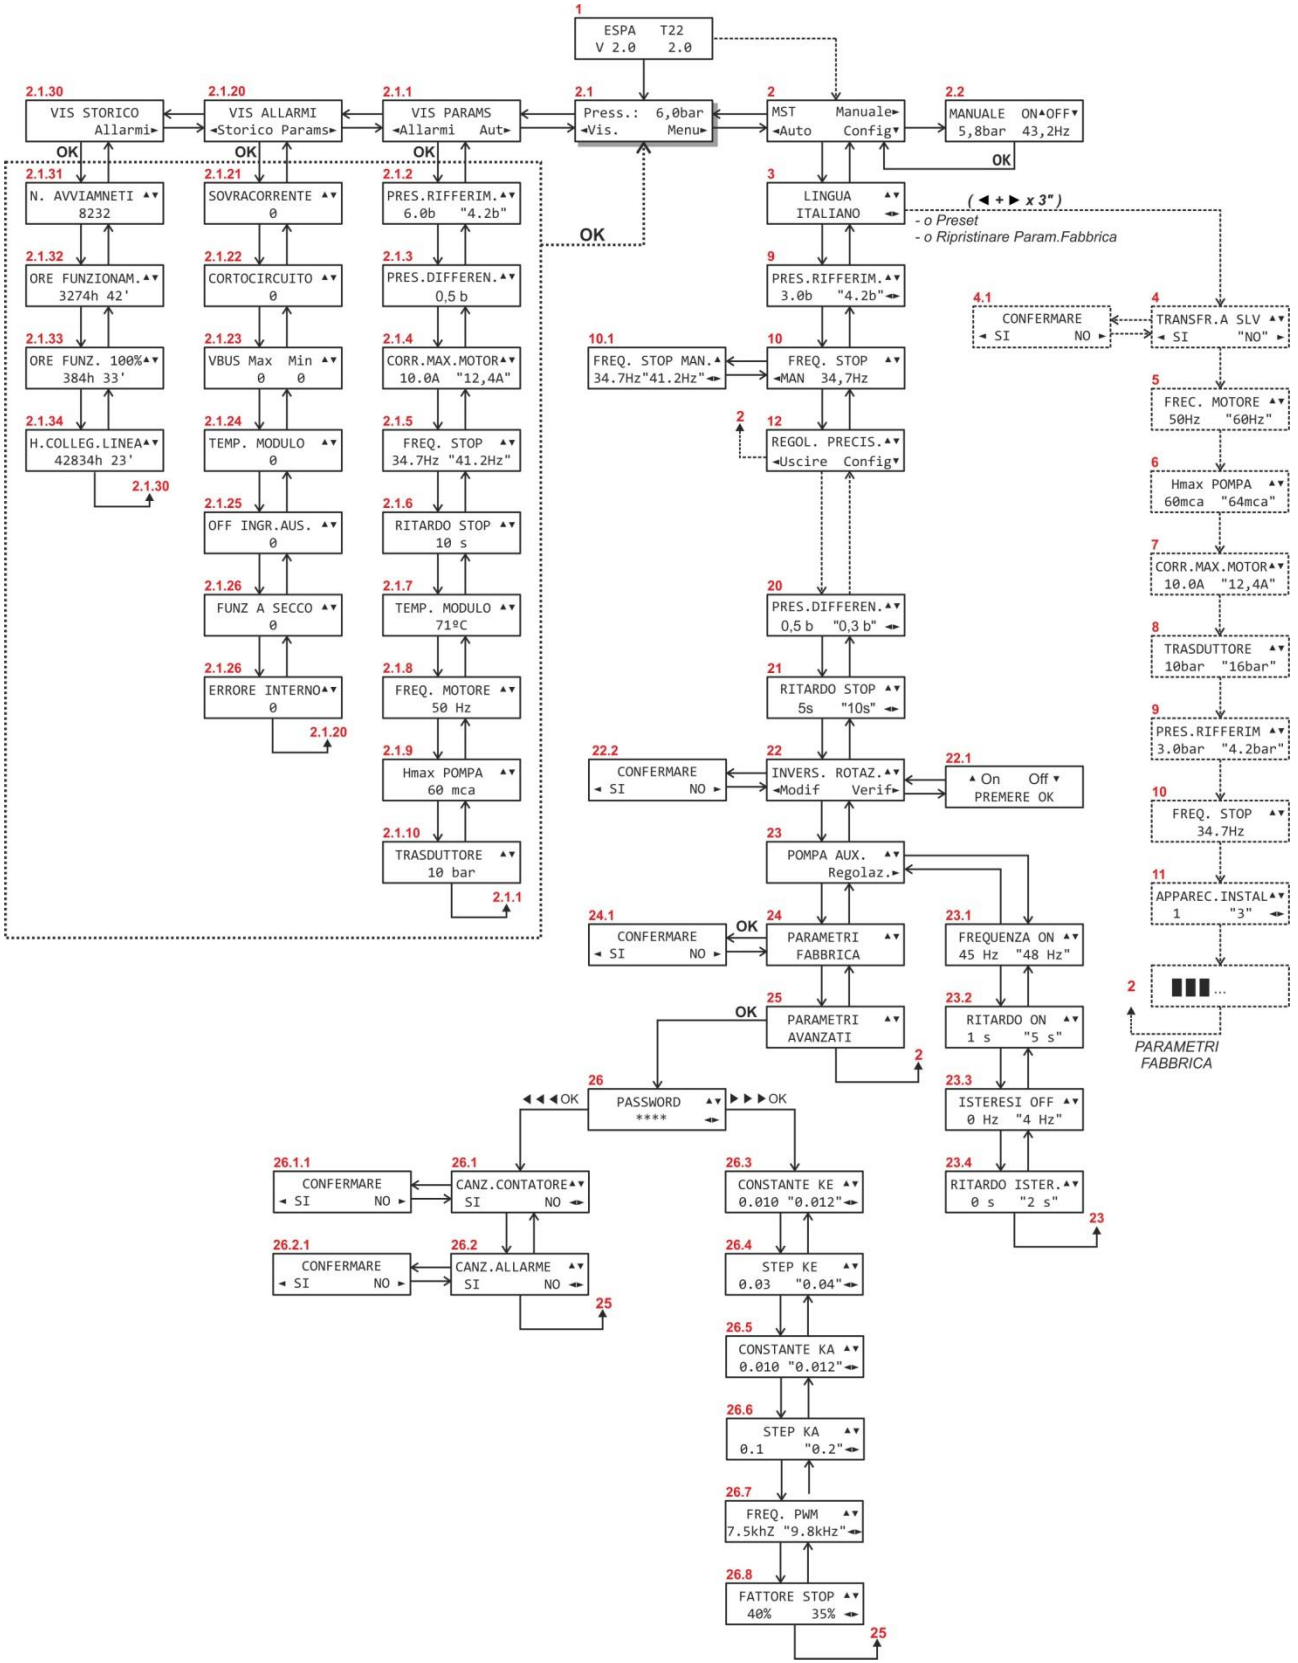 1
ESPA T22
V 2.0 2.0
2.1.30
VIS STORICO
Allarmi►
OK
2.1.20
VIS ALLARMI
◄Storico Params►
OK
2.1.1
VIS PARAMS
◄Allarmi Aut►
OK
2.1
Press.: 6,0bar
◄Vis. Menu►
2
MST Manuale►
◄Auto Config▼
2.2
MANUALE ON▲OFF▼
5,8bar 43,2Hz
OK
2.1.31
N. AVVIAMNETI ▲▼
8232
2.1.32
ORE FUNZIONAM.▲▼
3274h 42'
2.1.33
ORE FUNZ. 100%▲▼
384h 33'
2.1.34
H.COLLEG.LINEA▲▼
42834h 23'
2.1.30
2.1.21
SOVRACORRENTE ▲▼
0
2.1.22
CORTOCIRCUITO ▲▼
0
2.1.23
VBUS Max Min ▲▼
0 0
2.1.24
TEMP. MODULO ▲▼
0
2.1.25
OFF INGR.AUS. ▲▼
0
2.1.26
FUNZ A SECCO ▲▼
0
2.1.26
ERRORE INTERNO▲▼
0
2.1.20
2.1.2
PRES.RIFFERIM.▲▼
6.0b "4.2b"
2.1.3
PRES.DIFFEREN.▲▼
0,5 b
2.1.4
CORR.MAX.MOTOR▲▼
10.0A "12,4A"
2.1.5
FREQ. STOP ▲▼
34.7Hz "41.2Hz"
2.1.6
RITARDO STOP ▲▼
10 s
2.1.7
TEMP. MODULO ▲▼
71ºC
2.1.8
FREQ. MOTORE ▲▼
50 Hz
2.1.9
Hmax POMPA ▲▼
60 mca
2.1.10
TRASDUTTORE ▲▼
10 bar
2.1.1
OK
3
LINGUA ▲▼
ITALIANO ◄►
( ◄ + ► x 3" )
- o Preset
- o Ripristinare Param.Fabbrica
9
PRES.RIFFERIM.▲▼
3.0b "4.2b"◄►
10.1
FREQ. STOP MAN.▲
34.7Hz"41.2Hz"◄►
10
FREQ. STOP ▲▼
◄MAN 34,7Hz
2
12
REGOL. PRECIS.▲▼
◄Uscire Config▼
20
PRES.DIFFEREN.▲▼
0,5 b "0,3 b" ◄►
21
RITARDO STOP ▲▼
5s "10s" ◄►
22.2
CONFERMARE
◄ SI NO ►
22
INVERS. ROTAZ.▲▼
◄Modif Verif►
22.1
▲ On Off ▼
PREMERE OK
23
POMPA AUX. ▲▼
Regolaz.►
24.1
CONFERMARE
◄ SI NO ►
OK
24
PARAMETRI ▲▼
FABBRICA
25
PARAMETRI ▲▼
AVANZATI
OK
2
23.1
FREQUENZA ON ▲▼
45 Hz "48 Hz"
23.2
RITARDO ON ▲▼
1 s "5 s"
23.3
ISTERESI OFF ▲▼
0 Hz "4 Hz"
23.4
RITARDO ISTER.▲▼
0 s "2 s"
23
4.1
CONFERMARE
◄ SI NO ►
4
TRANSFR.A SLV ▲▼
◄ SI "NO" ►
5
FREC. MOTORE ▲▼
50Hz "60Hz"
6
Hmax POMPA ▲▼
60mca "64mca"
7
CORR.MAX.MOTOR▲▼
10.0A "12,4A"
8
TRASDUTTORE ▲▼
10bar "16bar"
9
PRES.RIFFERIM ▲▼
3.0bar "4.2bar"
10
FREQ. STOP ▲▼
34.7Hz
11
APPAREC.INSTAL▲▼
1 "3" ◄►
2
███...
PARAMETRI
FABBRICA
26
PASSWORD ▲▼
**** ◄►
◄◄◄OK
►►►OK
26.1.1
CONFERMARE
◄ SI NO ►
26.1
CANZ.CONTATORE▲▼
SI NO ◄►
26.2.1
CONFERMARE
◄ SI NO ►
26.2
CANZ.ALLARME ▲▼
SI NO ◄►
25
26.3
CONSTANTE KE ▲▼
0.010 "0.012"◄►
26.4
STEP KE ▲▼
0.03 "0.04"◄►
26.5
CONSTANTE KA ▲▼
0.010 "0.012"◄►
26.6
STEP KA ▲▼
0.1 "0.2"◄►
26.7
FREQ. PWM ▲▼
7.5khZ "9.8kHz"◄►
26.8
FATTORE STOP ▲▼
40% 35% ◄►
25